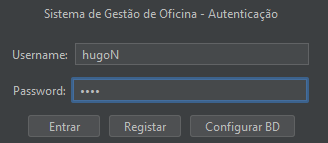 Sistema de Gestão de Oficina - Autenticação
Username: hugoN
Password: ••••
Entrar Registar Configurar BD